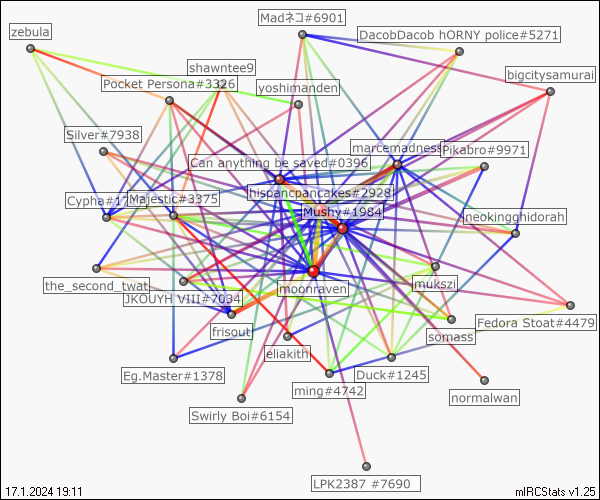 Madネコ#6901
zebula
DacobDacob hORNY police#5271
shawntee9
bigcitysamurai
Pocket Persona#3326
yoshimanden
Silver#7938
marcemadness
Pikabro#9971
Can anything be saved#0396
hispancpancakes#2928
Cypha#17
Majestic#3375
Mushy#1984
neokingghidorah
the_second_twat
moonraven
mukszi
JKOUYH VIII#7034
Fedora Stoat#4479
frisout
somass
eliakith
Eg.Master#1378
Duck#1245
ming#4742
normalwan
Swirly Boi#6154
LPK2387 #7690
17.1.2024 19:11
mIRCStats v1.25